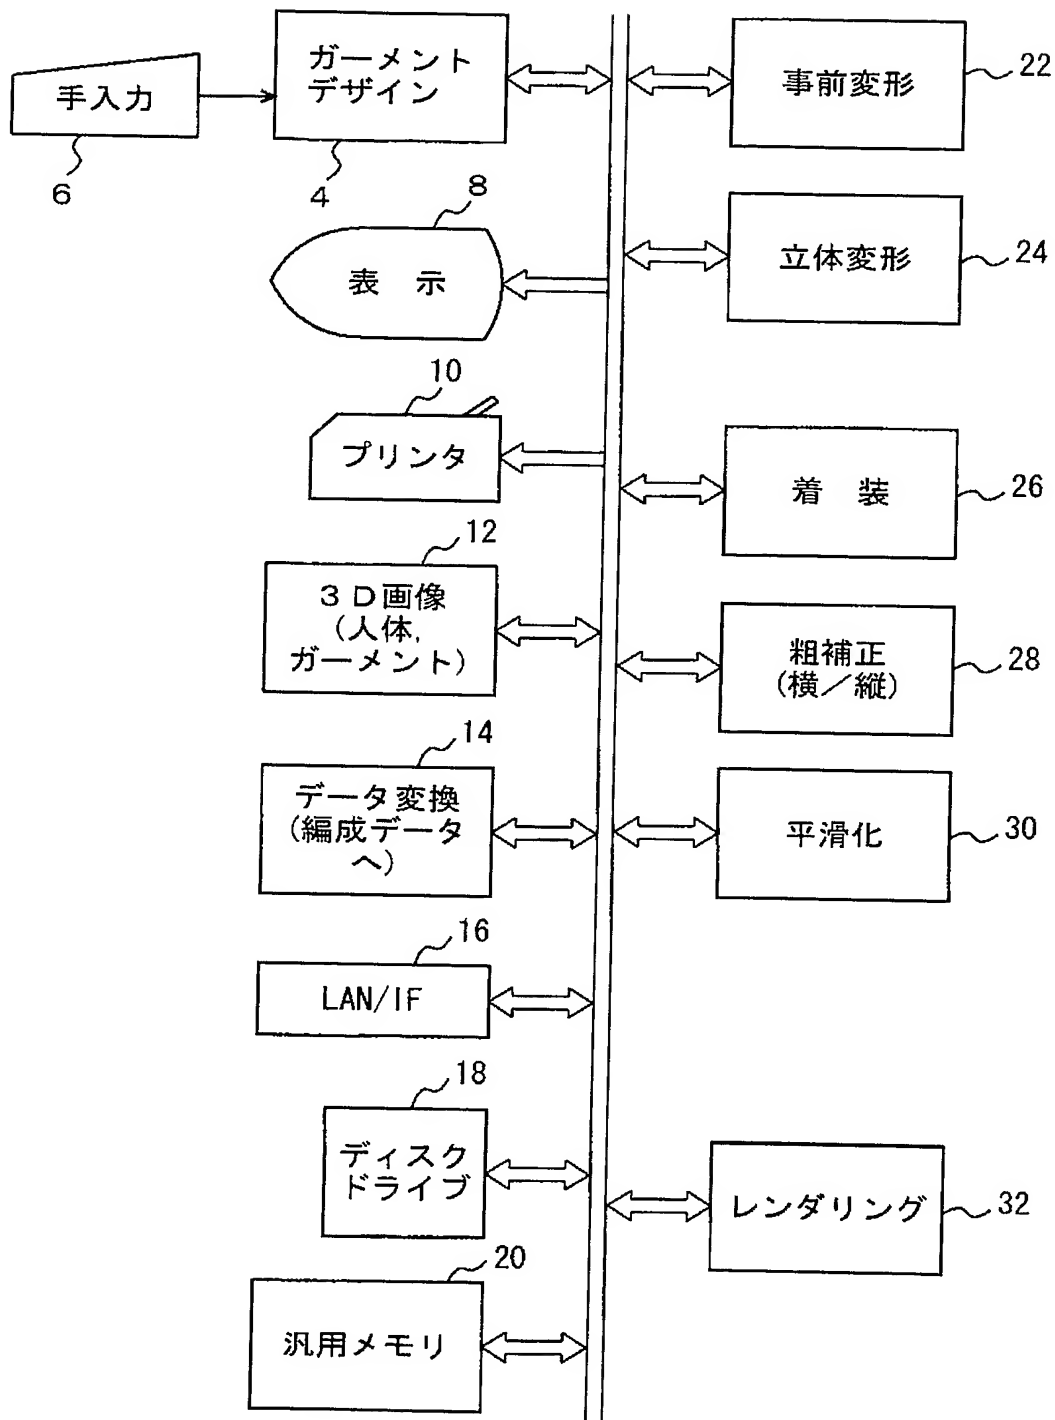 手入力
6
ガーメント
デザイン
4
8
表 示
10
プリンタ
12
3D画像
(人体,
ガーメント)
14
データ変換
(編成データ
へ)
16
LAN/IF
18
ディスク
ドライブ
20
汎用メモリ
事前変形
22
立体変形
24
着 装
26
粗補正
(横/縦)
28
平滑化
30
レンダリング
32